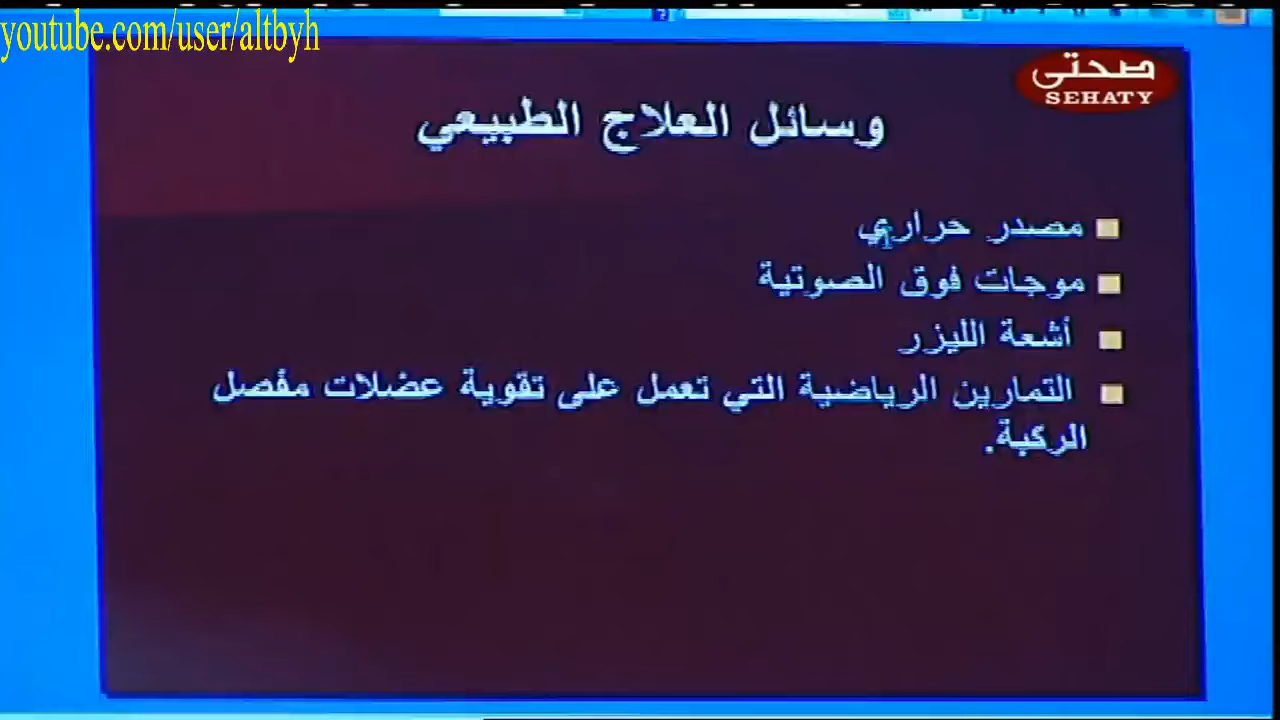 youtube.com/user/altbyh
صحتى
SEHATY
وسائل العلاج الطبيعي
مصدر حراري
موجات فوق الصوتية
أشعة الليزر
التمارين الرياضية التي تعمل على تقوية عضلات مفصل
الركبة.